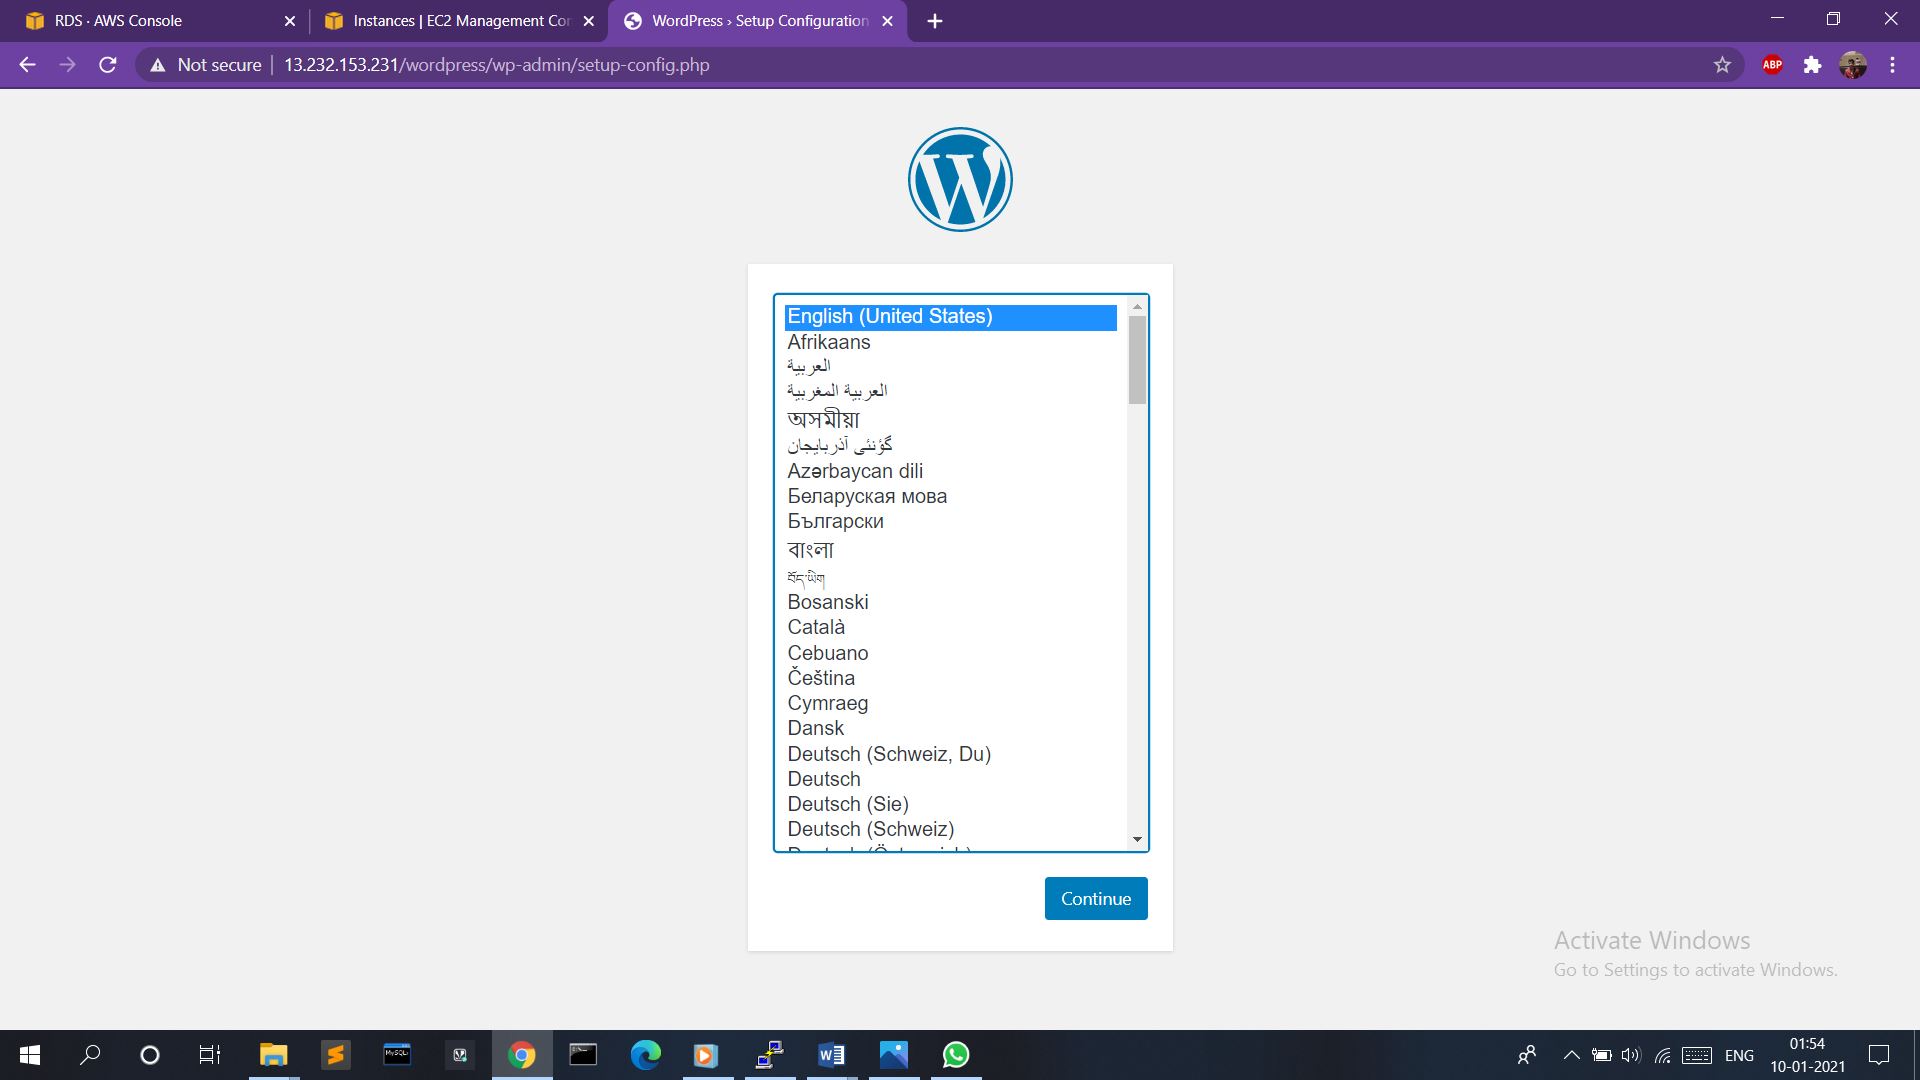 RDS · AWS Console
Instances | EC2 Management Con
WordPress › Setup Configuration
Not secure
13.232.153.231/wordpress/wp-admin/setup-config.php
ABP
English (United States)
Afrikaans
العربية
العربية المغربية
অসমীয়া
گؤنئی آذربایجان
Azərbaycan dili
Беларуская мова
Български
বাংলা
བོད་ཡིག
Bosanski
Català
Cebuano
Čeština
Cymraeg
Dansk
Deutsch (Schweiz, Du)
Deutsch
Deutsch (Sie)
Deutsch (Schweiz)
Continue
Activate Windows
Go to Settings to activate Windows.
MySQL
ENG
01:54
10-01-2021